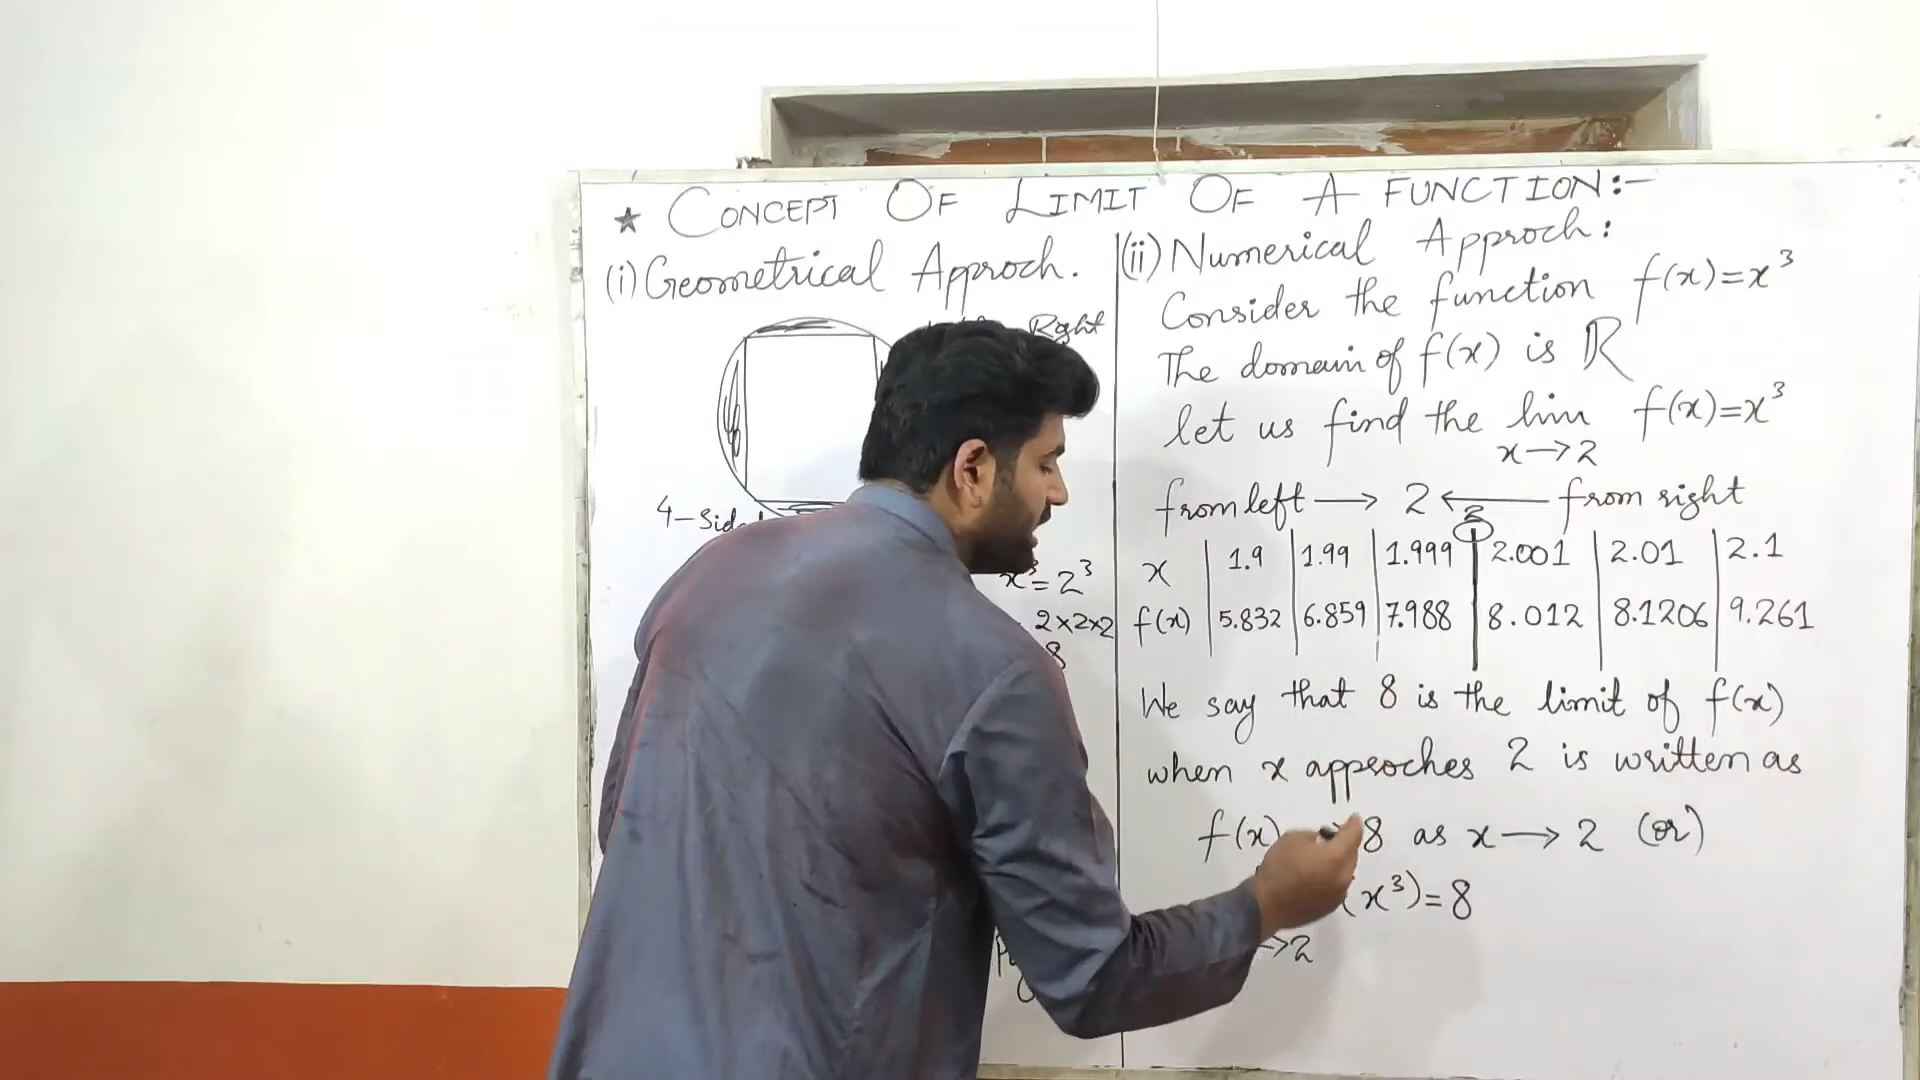 ★ CONCEPT OF LIMIT OF A FUNCTION:-
(i) Geometrical Approch.
Right
4-Sided
x³ = 2³
2x2x2
8
(ii) Numerical Approch:
Consider the function f(x)=x³
The domain of f(x) is ℝ
let us find the lim f(x)=x³
x→2
from left → 2 ← from right
2
x | 1.9 | 1.99 | 1.999 | 2.001 | 2.01 | 2.1
f(x) | 5.832 | 6.859 | 7.988 | 8.012 | 8.1206 | 9.261
We say that 8 is the limit of f(x)
when x approches 2 is written as
f(x) → 8 as x → 2 (or)
(x³)=8
→2